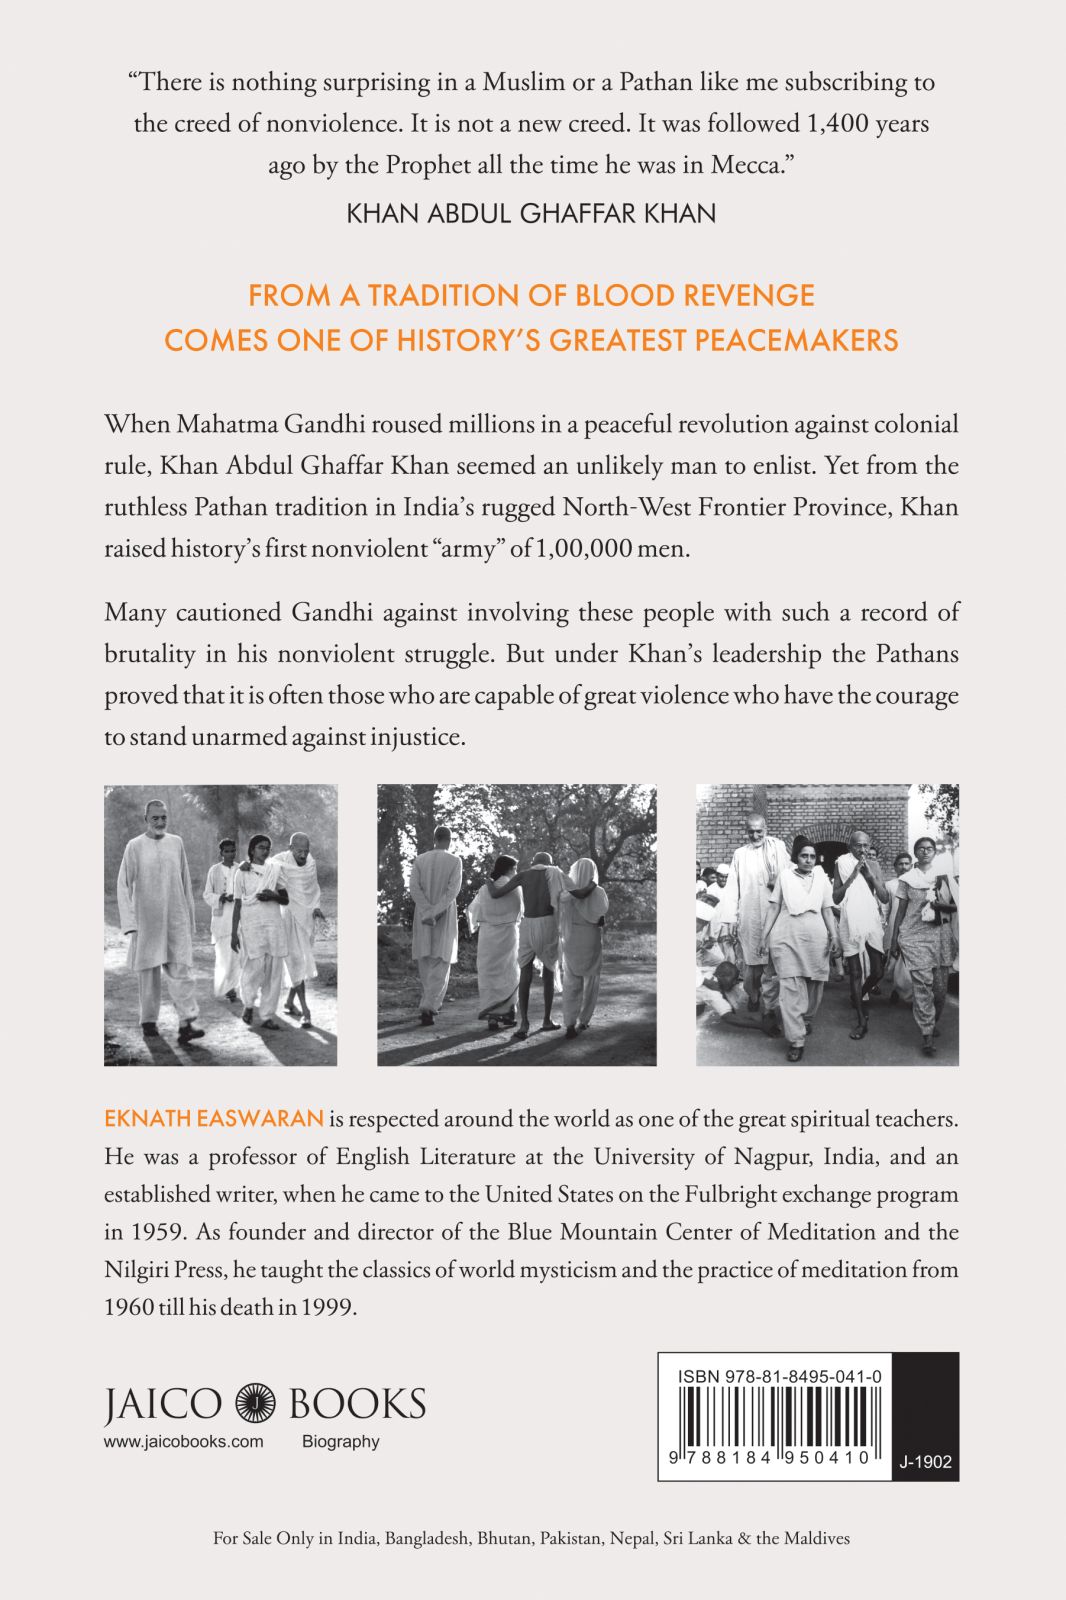 “There is nothing surprising in a Muslim or a Pathan like me subscribing to
the creed of nonviolence. It is not a new creed. It was followed 1,400 years
ago by the Prophet all the time he was in Mecca.”
KHAN ABDUL GHAFFAR KHAN
FROM A TRADITION OF BLOOD REVENGE
COMES ONE OF HISTORY’S GREATEST PEACEMAKERS
When Mahatma Gandhi roused millions in a peaceful revolution against colonial
rule, Khan Abdul Ghaffar Khan seemed an unlikely man to enlist. Yet from the
ruthless Pathan tradition in India’s rugged North-West Frontier Province, Khan
raised history’s first nonviolent “army” of 1,00,000 men.
Many cautioned Gandhi against involving these people with such a record of
brutality in his nonviolent struggle. But under Khan’s leadership the Pathans
proved that it is often those who are capable of great violence who have the courage
to stand unarmed against injustice.
EKNATH EASWARAN is respected around the world as one of the great spiritual teachers.
He was a professor of English Literature at the University of Nagpur, India, and an
established writer, when he came to the United States on the Fulbright exchange program
in 1959. As founder and director of the Blue Mountain Center of Meditation and the
Nilgiri Press, he taught the classics of world mysticism and the practice of meditation from
1960 till his death in 1999.
JAICO J BOOKS
www.jaicobooks.com Biography
ISBN 978-81-8495-041-0
9 788184 950410
J-1902
For Sale Only in India, Bangladesh, Bhutan, Pakistan, Nepal, Sri Lanka & the Maldives